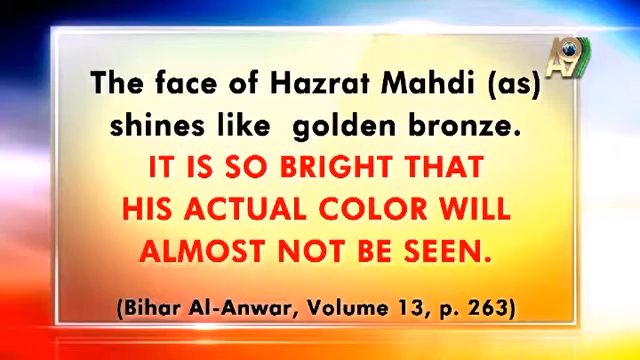 A9
The face of Hazrat Mahdi (as)
shines like golden bronze.
IT IS SO BRIGHT THAT
HIS ACTUAL COLOR WILL
ALMOST NOT BE SEEN.
(Bihar Al-Anwar, Volume 13, p. 263)